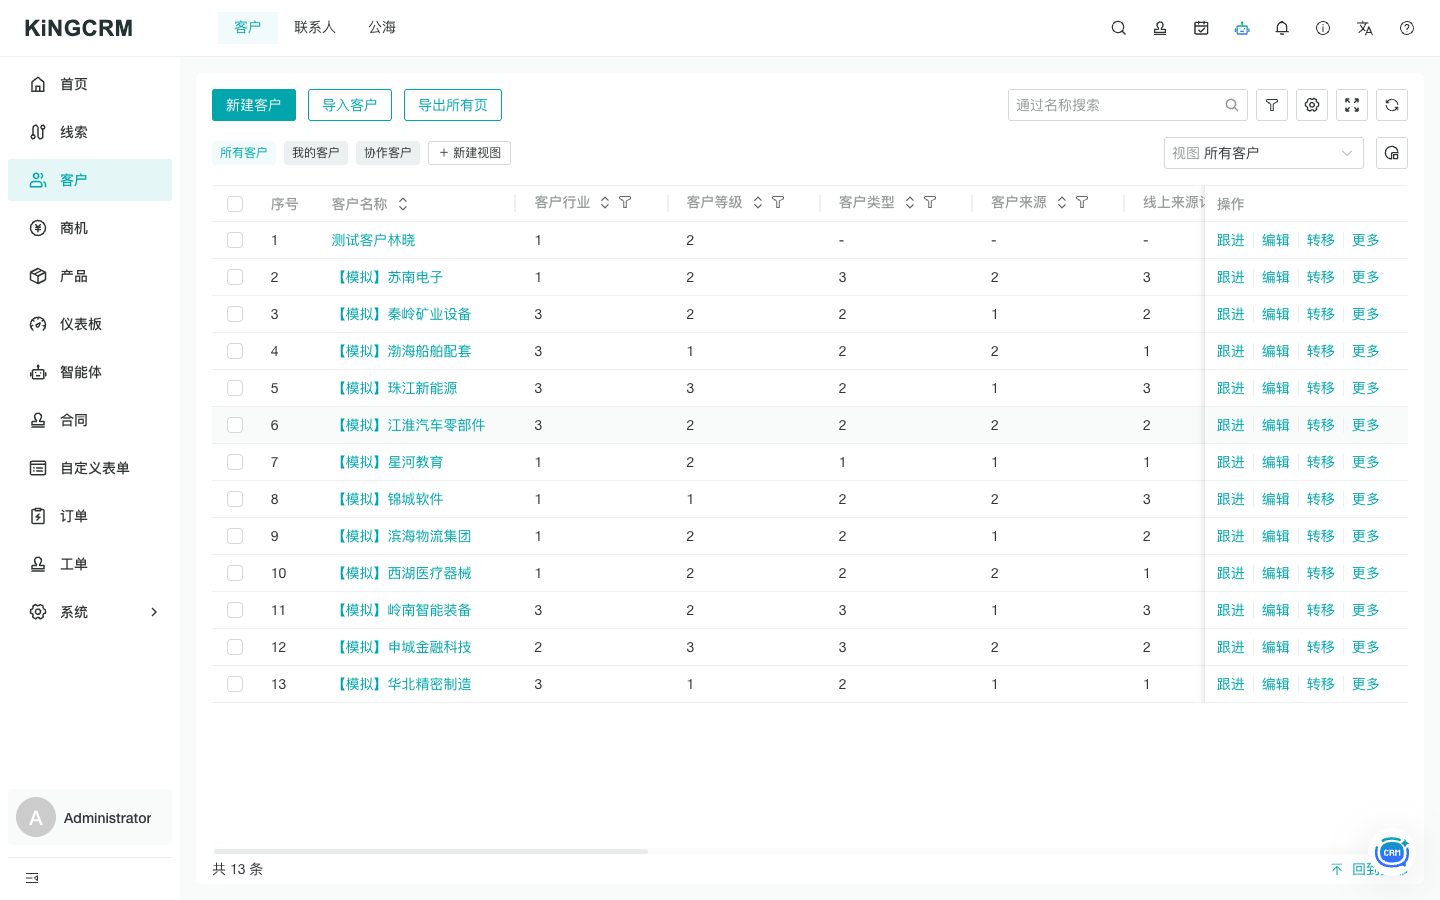 KiNGCRM
客户 联系人 公海
首页
线索
客户
商机
产品
仪表板
智能体
合同
自定义表单
订单
工单
系统
A Administrator
新建客户 导入客户 导出所有页 通过名称搜索
所有客户 我的客户 协作客户 + 新建视图 视图 所有客户
序号 客户名称 客户行业 客户等级 客户类型 客户来源 线上来源 操作
1 测试客户林晓 1 2 - - - 跟进 编辑 转移 更多
2 【模拟】苏南电子 1 2 3 2 3 跟进 编辑 转移 更多
3 【模拟】秦岭矿业设备 3 2 2 1 2 跟进 编辑 转移 更多
4 【模拟】渤海船舶配套 3 1 2 2 1 跟进 编辑 转移 更多
5 【模拟】珠江新能源 3 3 2 1 3 跟进 编辑 转移 更多
6 【模拟】江淮汽车零部件 3 2 2 2 2 跟进 编辑 转移 更多
7 【模拟】星河教育 1 2 1 1 1 跟进 编辑 转移 更多
8 【模拟】锦城软件 1 1 2 2 3 跟进 编辑 转移 更多
9 【模拟】滨海物流集团 1 2 2 1 2 跟进 编辑 转移 更多
10 【模拟】西湖医疗器械 1 2 2 2 1 跟进 编辑 转移 更多
11 【模拟】岭南智能装备 3 2 3 1 3 跟进 编辑 转移 更多
12 【模拟】申城金融科技 2 3 3 2 2 跟进 编辑 转移 更多
13 【模拟】华北精密制造 3 1 2 1 1 跟进 编辑 转移 更多
共 13 条 回到
CRM